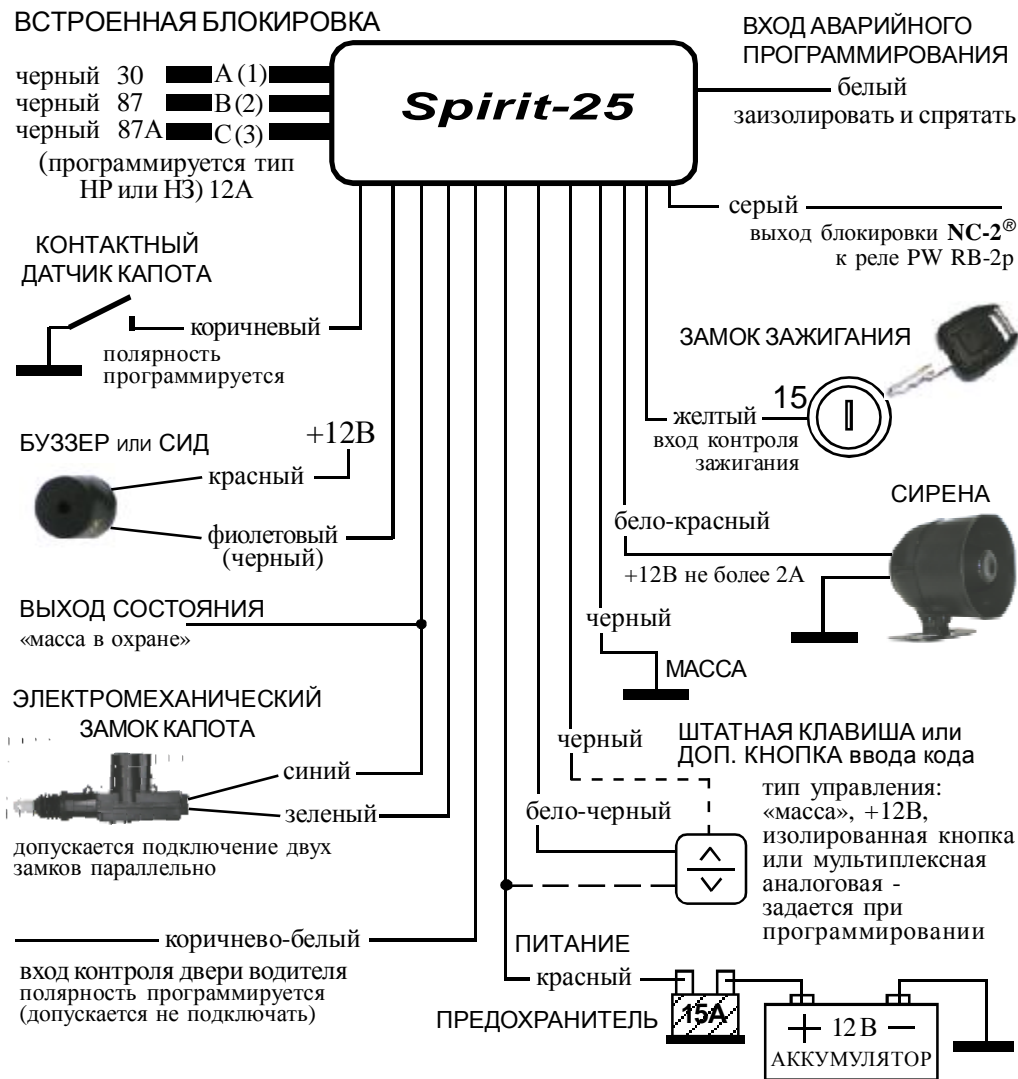 ВСТРОЕННАЯ БЛОКИРОВКА
черный 30 A (1)
черный 87 B (2)
черный 87A C (3)
(программируется тип
НР или НЗ) 12А
Spirit-25
ВХОД АВАРИЙНОГО
ПРОГРАММИРОВАНИЯ
белый
заизолировать и спрятать
серый
выход блокировки NC-2®
к реле PW RB-2p
КОНТАКТНЫЙ
ДАТЧИК КАПОТА
коричневый
полярность
программируется
ЗАМОК ЗАЖИГАНИЯ
15
желтый
вход контроля
зажигания
БУЗЗЕР или СИД
+12В
красный
фиолетовый
(черный)
СИРЕНА
бело-красный
+12В не более 2А
ВЫХОД СОСТОЯНИЯ
«масса в охране»
черный
МАССА
ЭЛЕКТРОМЕХАНИЧЕСКИЙ
ЗАМОК КАПОТА
синий
зеленый
допускается подключение двух
замков параллельно
черный
бело-черный
ШТАТНАЯ КЛАВИША или
ДОП. КНОПКА ввода кода
тип управления:
«масса», +12В,
изолированная кнопка
или мультиплексная
аналоговая -
задается при
программировании
коричнево-белый
вход контроля двери водителя
полярность программируется
(допускается не подключать)
ПИТАНИЕ
красный
ПРЕДОХРАНИТЕЛЬ
15А
+ 12В —
АККУМУЛЯТОР